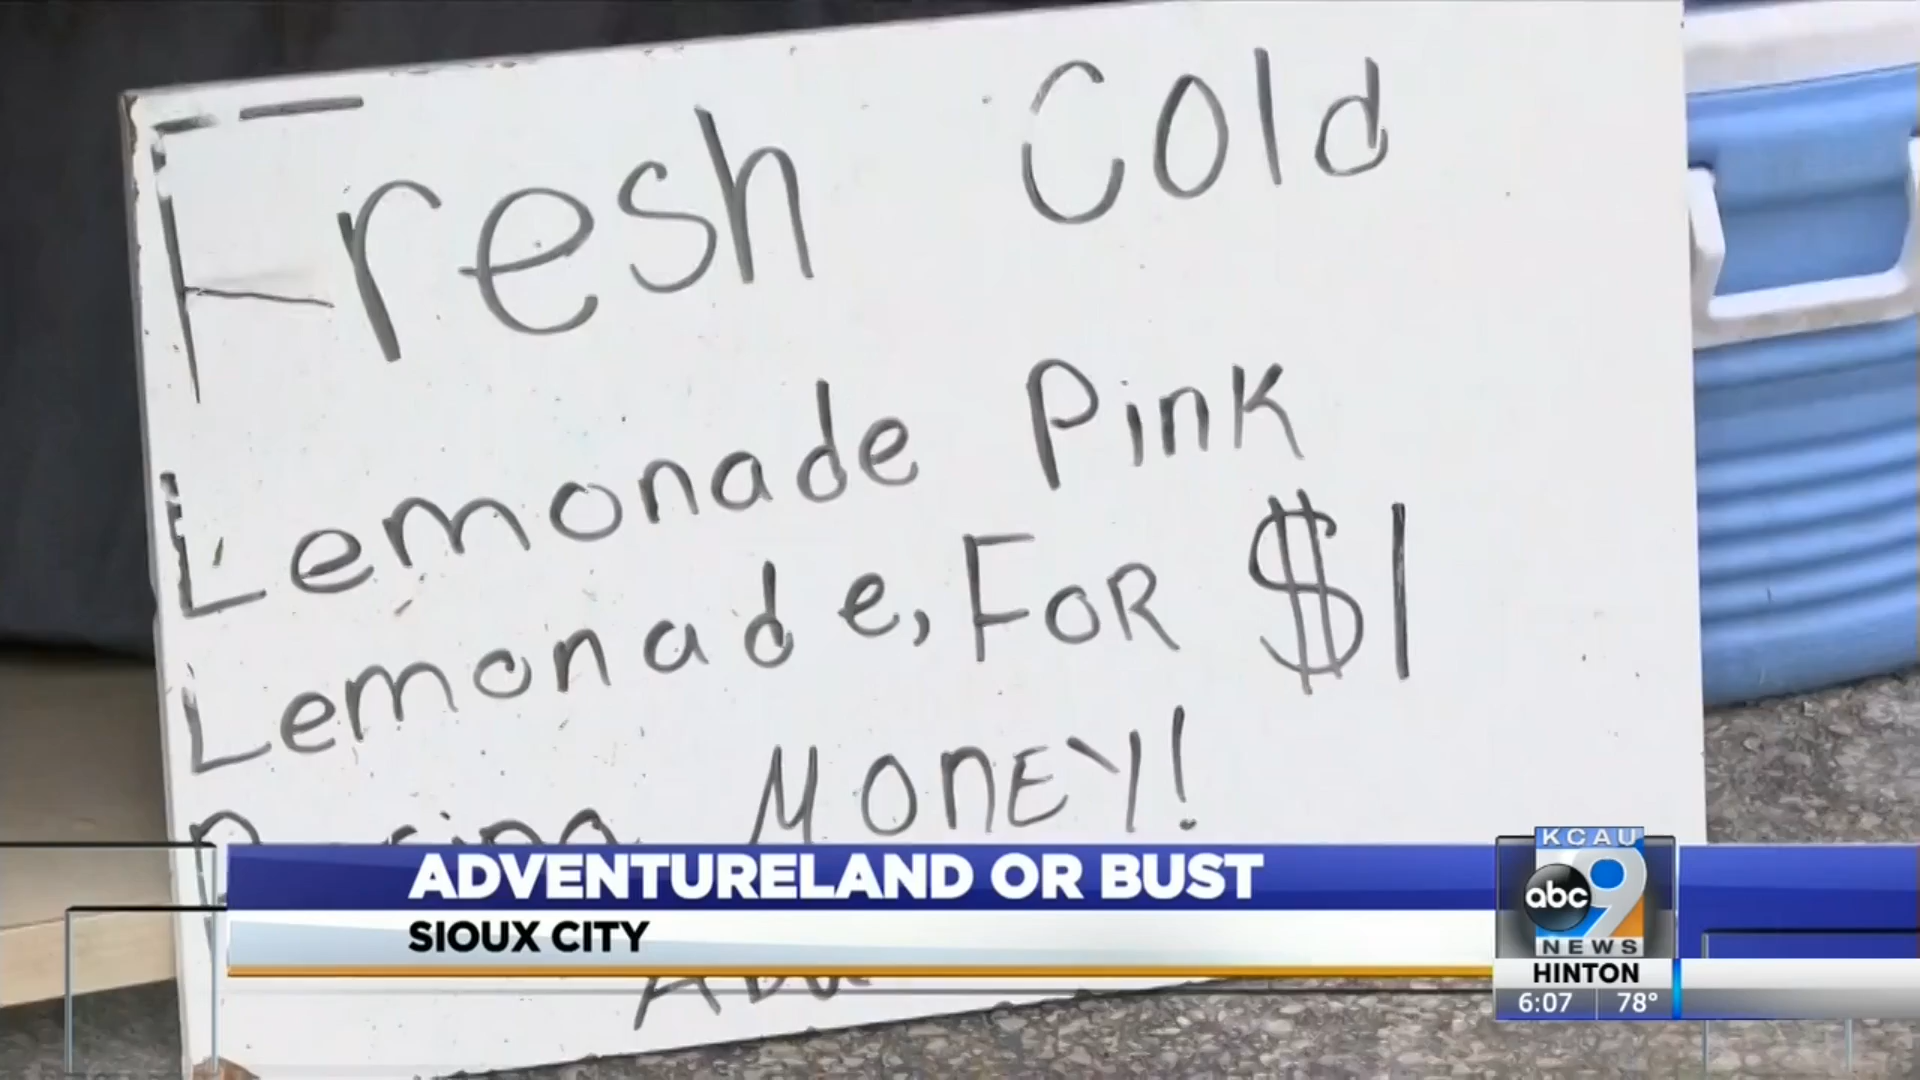 Fresh Cold
Lemonade Pink
Lemonade, FOR $1
MONEY!
ADVENTURELAND OR BUST
SIOUX CITY
KCAU
abc 9
NEWS
HINTON
6:07 78°